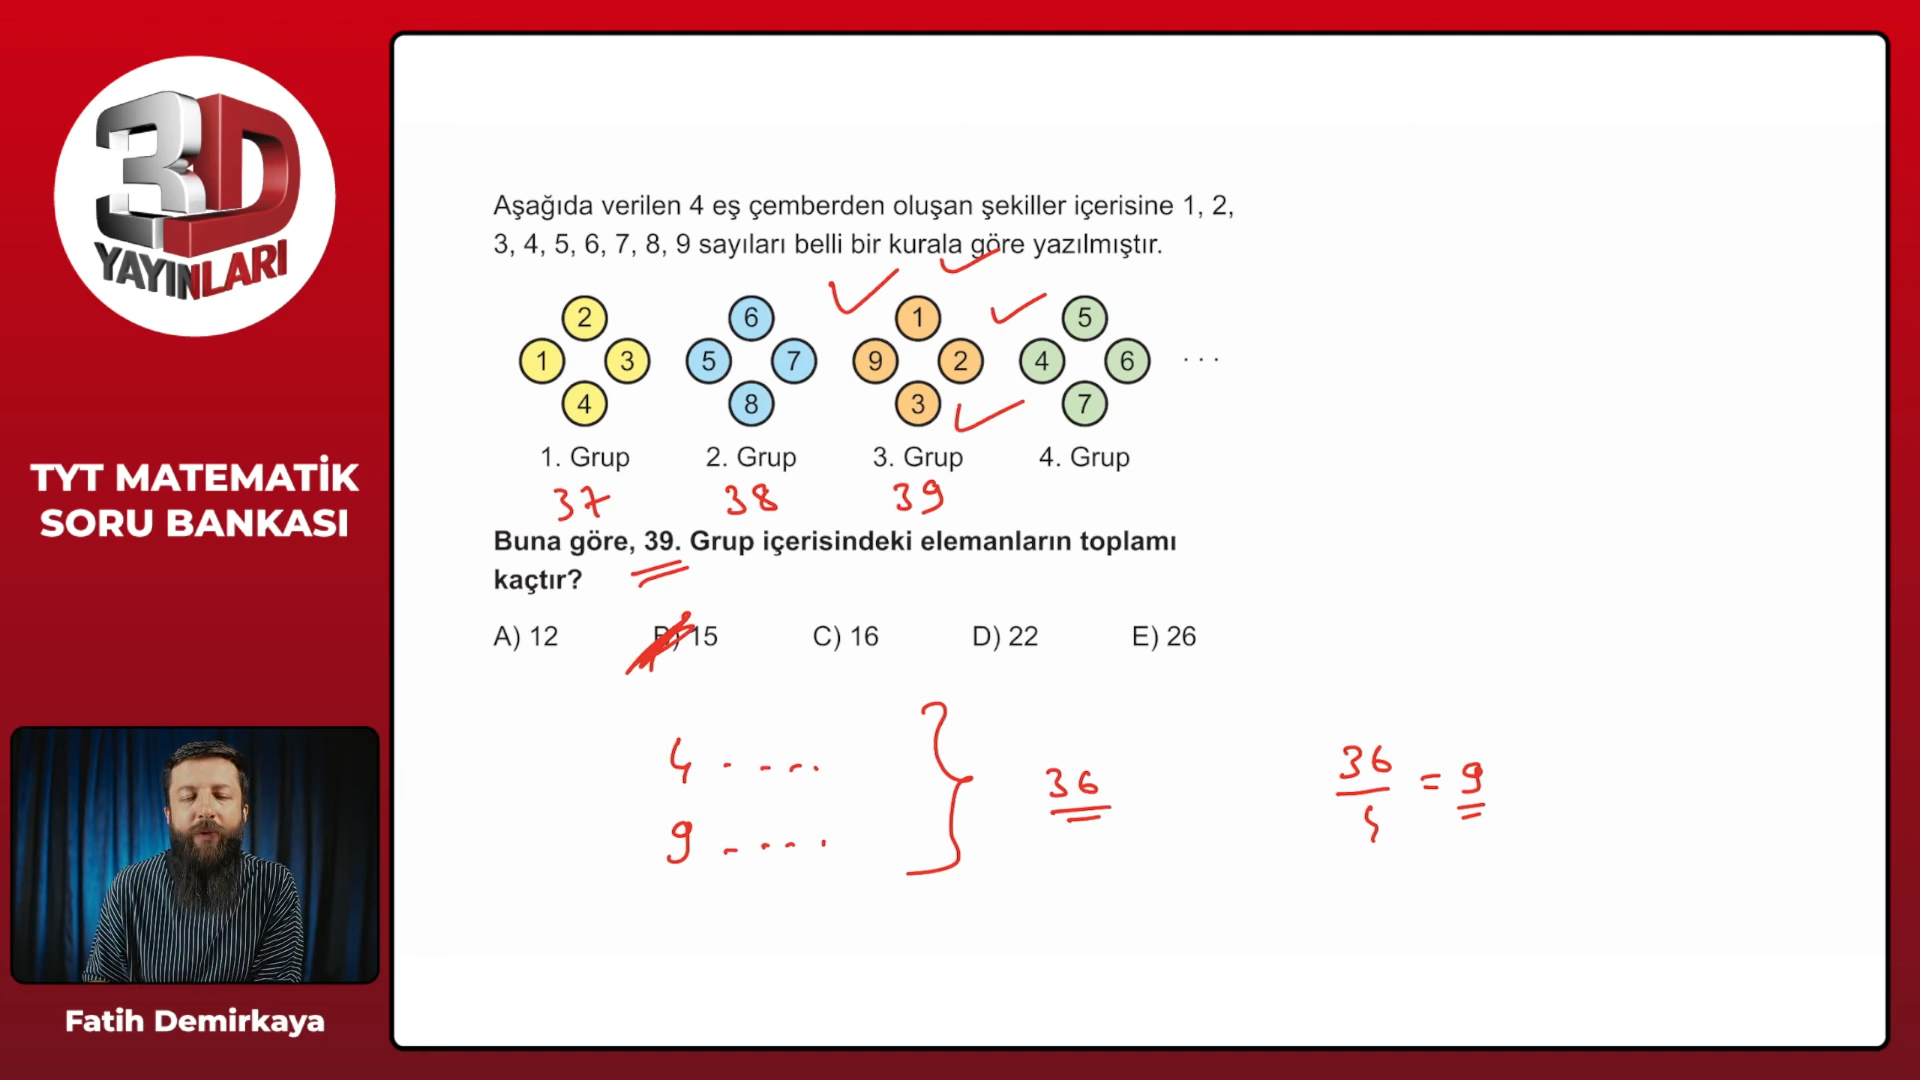 3D
YAYINLARI
TYT MATEMATİK
SORU BANKASI
Fatih Demirkaya
Aşağıda verilen 4 eş çemberden oluşan şekiller içerisine 1, 2,
3, 4, 5, 6, 7, 8, 9 sayıları belli bir kurala göre yazılmıştır.
2 6 1 5
1 3 5 7 9 2 4 6 . . .
4 8 3 7
1. Grup 2. Grup 3. Grup 4. Grup
37 38 39
Buna göre, 39. Grup içerisindeki elemanların toplamı
kaçtır?
A) 12 B) 15 C) 16 D) 22 E) 26
4 . . . .
9 . . . .
36
36/4 = 9